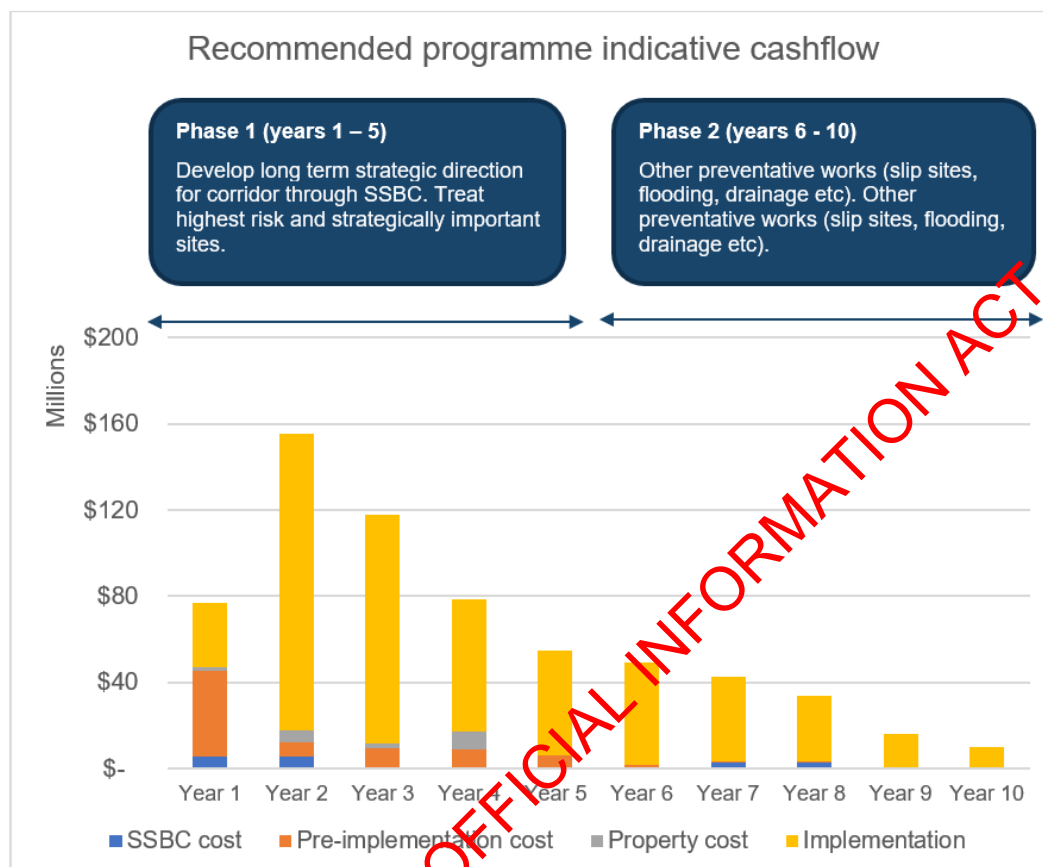 Recommended programme indicative cashflow
Phase 1 (years 1 – 5)
Develop long term strategic direction
for corridor through SSBC. Treat
highest risk and strategically important
sites.
Phase 2 (years 6 - 10)
Other preventative works (slip sites,
flooding, drainage etc). Other
preventative works (slip sites, flooding,
drainage etc).
Millions
$200
$160
$120
$80
$40
$-
Year 1
Year 2
Year 3
Year 4
Year 5
Year 6
Year 7
Year 8
Year 9
Year 10
SSBC cost
Pre-implementation cost
Property cost
Implementation
OFFICIAL INFORMATION ACT